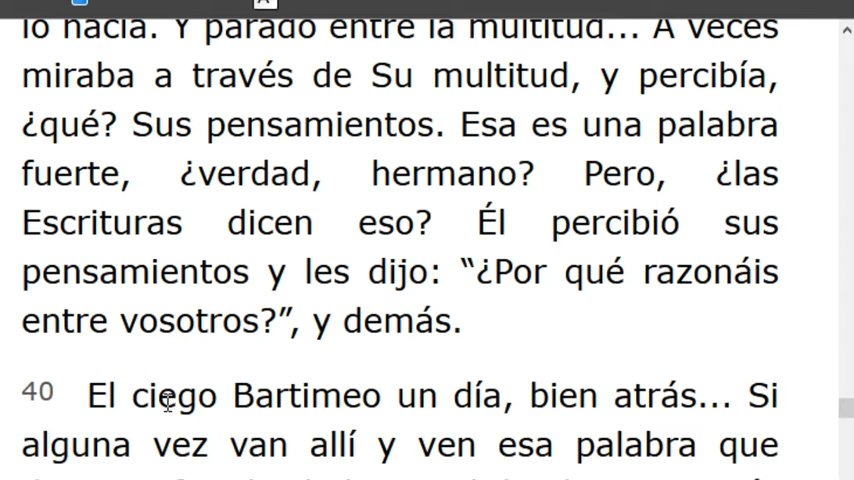 lo hacía. Y parado entre la multitud... A veces
miraba a través de Su multitud, y percibía,
¿qué? Sus pensamientos. Esa es una palabra
fuerte, ¿verdad, hermano? Pero, ¿las
Escrituras dicen eso? Él percibió sus
pensamientos y les dijo: “¿Por qué razonáis
entre vosotros?”, y demás.
40 El ciego Bartimeo un día, bien atrás... Si
alguna vez van allí y ven esa palabra que